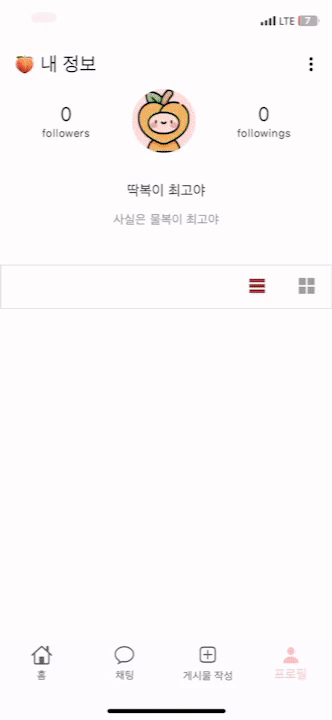 LTE 7
내 정보
0 0
followers followings
딱복이 최고야
사실은 물복이 최고야
홈 채팅 게시물 작성 프로필